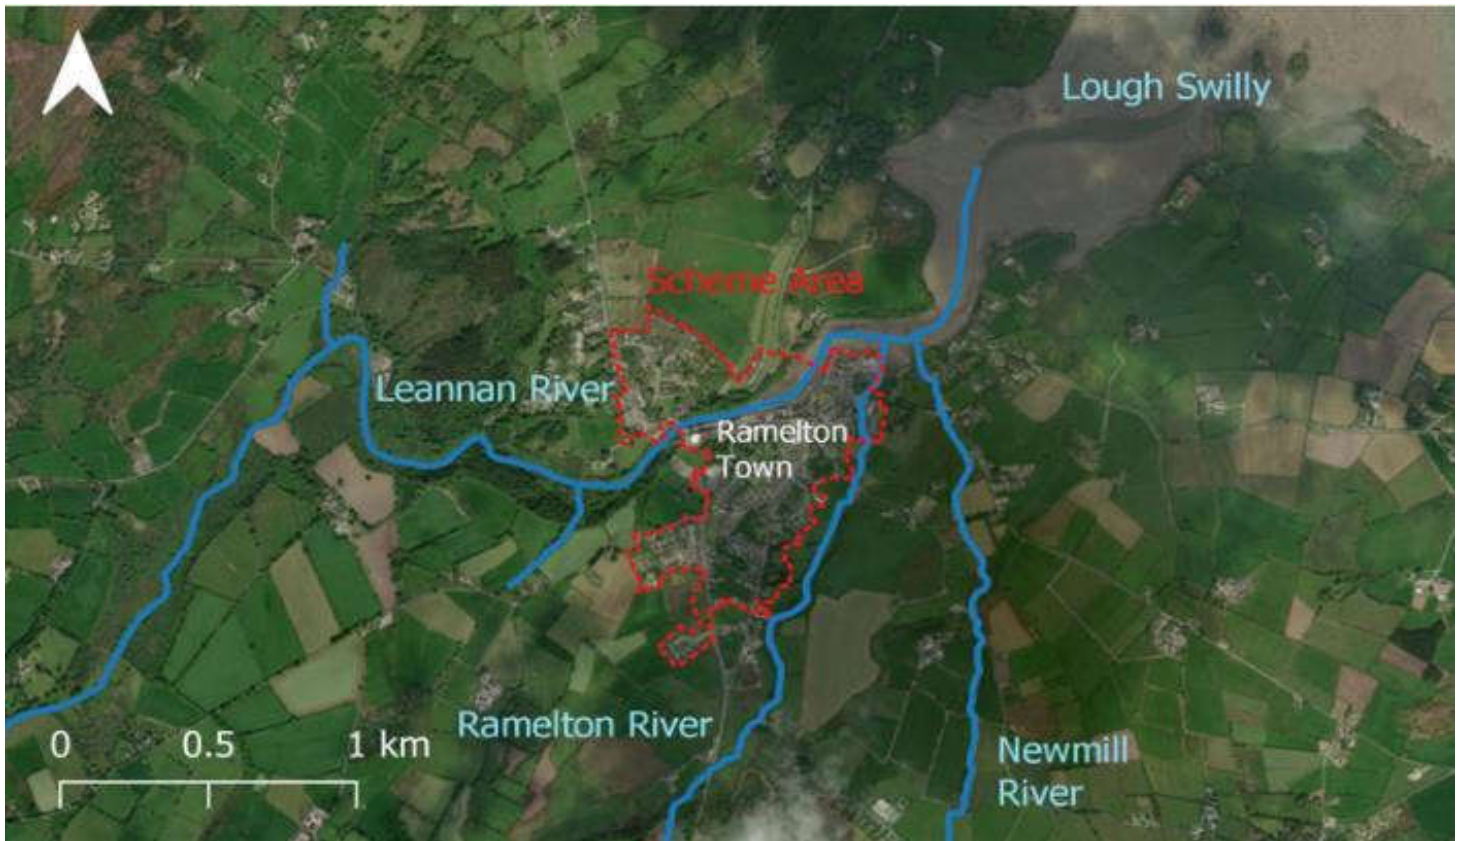 Lough Swilly
Scheme Area
Leannan River
Ramelton
Town
Ramelton River
0 0.5 1 km
Newmill
River